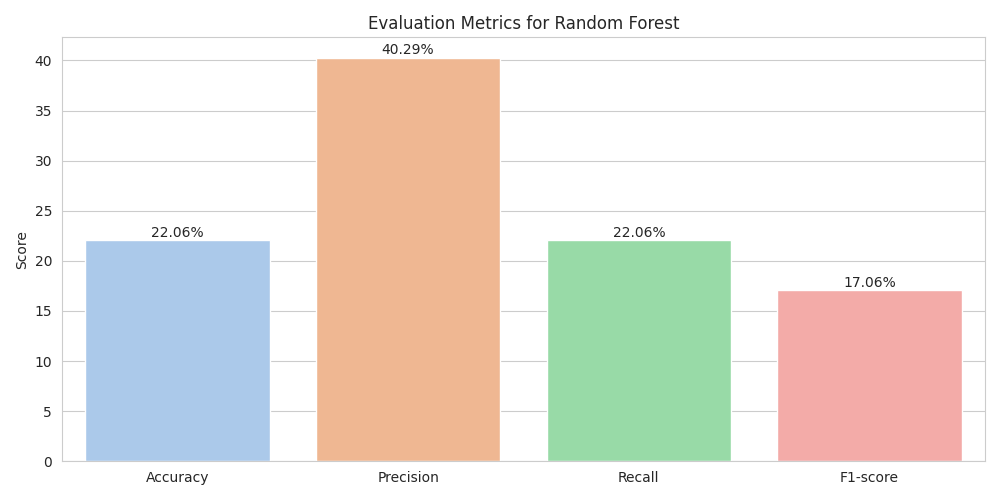 Evaluation Metrics for Random Forest
40.29%
22.06%
22.06%
17.06%
Score
40
35
30
25
20
15
10
5
0
Accuracy
Precision
Recall
F1-score